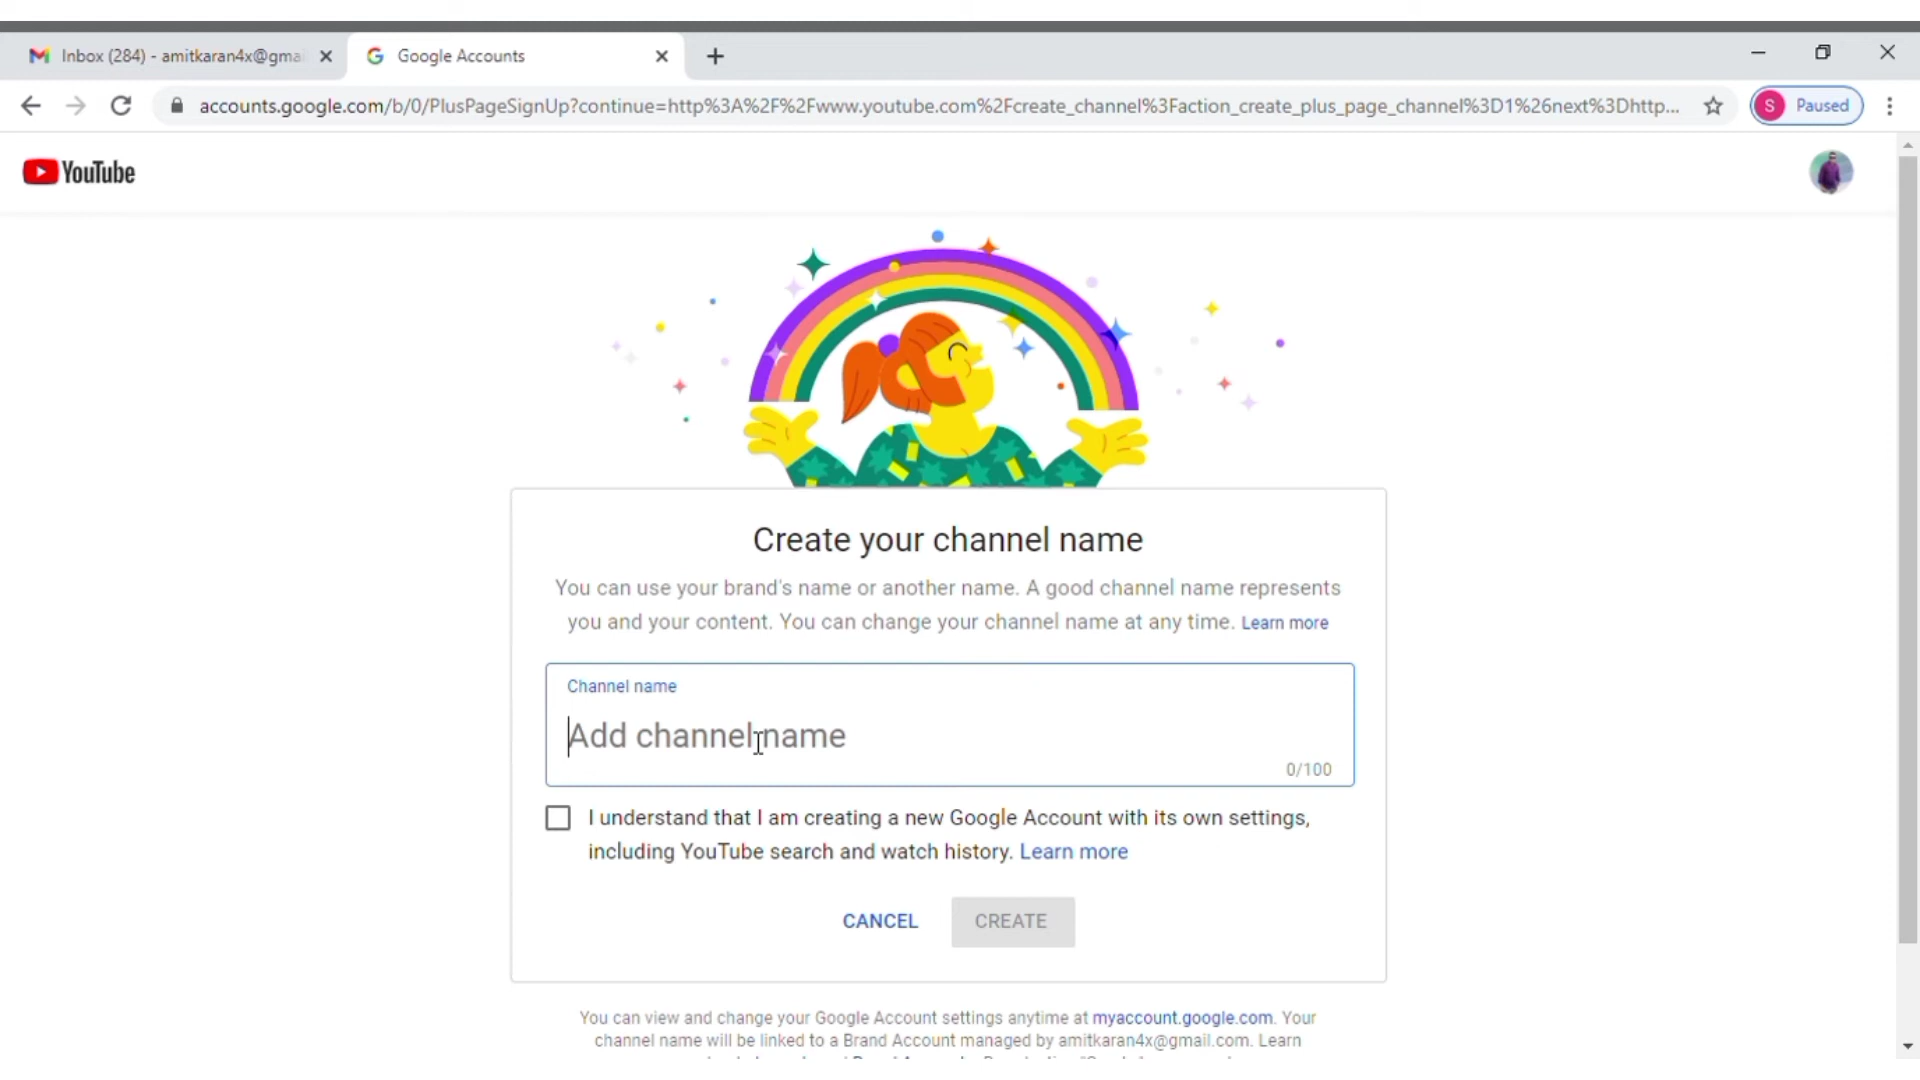 Inbox (284) - amitkaran4x@gma
Google Accounts
accounts.google.com/b/0/PlusPageSignUp?continue=http%3A%2F%2Fwww.youtube.com%2Fcreate_channel%3Faction_create_plus_page_channel%3D1%26next%3Dhttp...
S Paused
YouTube
Create your channel name
You can use your brand's name or another name. A good channel name represents
you and your content. You can change your channel name at any time. Learn more
Channel name
Add channel name
0/100
I understand that I am creating a new Google Account with its own settings,
including YouTube search and watch history. Learn more
CANCEL CREATE
You can view and change your Google Account settings anytime at myaccount.google.com. Your
channel name will be linked to a Brand Account managed by amitkaran4x@gmail.com. Learn